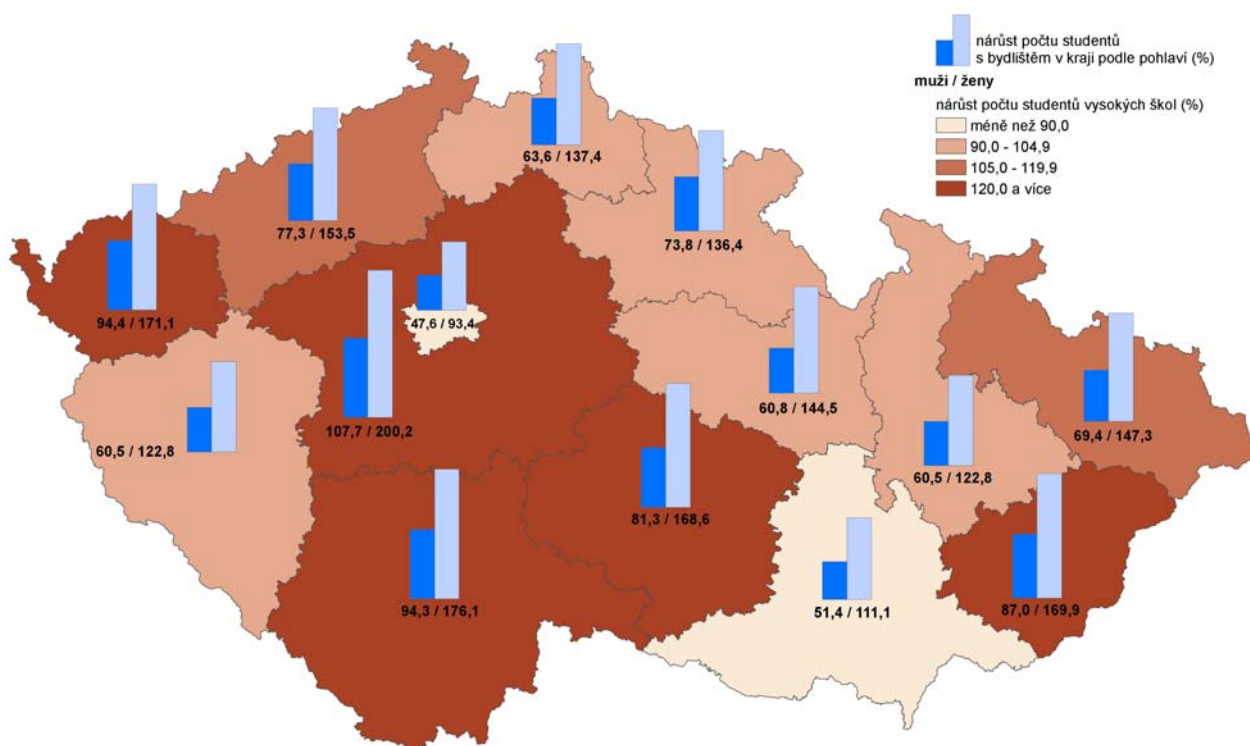 nárůst počtu studentů
s bydlištěm v kraji podle pohlaví (%)
muži / ženy
nárůst počtu studentů vysokých škol (%)
méně než 90,0
90,0 - 104,9
105,0 - 119,9
120,0 a více
63,6 / 137,4
77,3 / 153,5
73,8 / 136,4
94,4 / 171,1
47,6 / 93,4
60,8 / 144,5
107,7 / 200,2
69,4 / 147,3
60,5 / 122,8
60,5 / 122,8
81,3 / 168,6
94,3 / 176,1
51,4 / 111,1
87,0 / 169,9